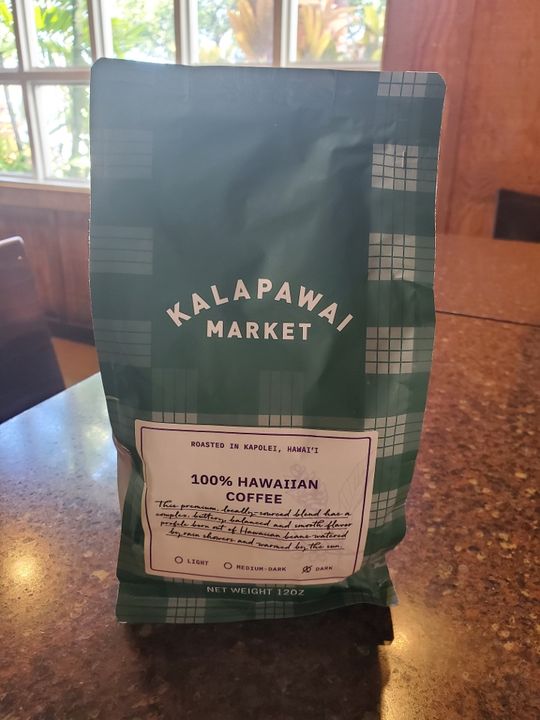 KALAPAWAI
MARKET
ROASTED IN KAPOLEI, HAWAI'I
100% HAWAIIAN
COFFEE
This premium, locally-sourced blend has a
complex, buttery, balanced and smooth flavor
profile born out of Hawaiian beans watered
by rain showers and warmed by the sun.
LIGHT MEDIUM-DARK DARK
NET WEIGHT 12OZ